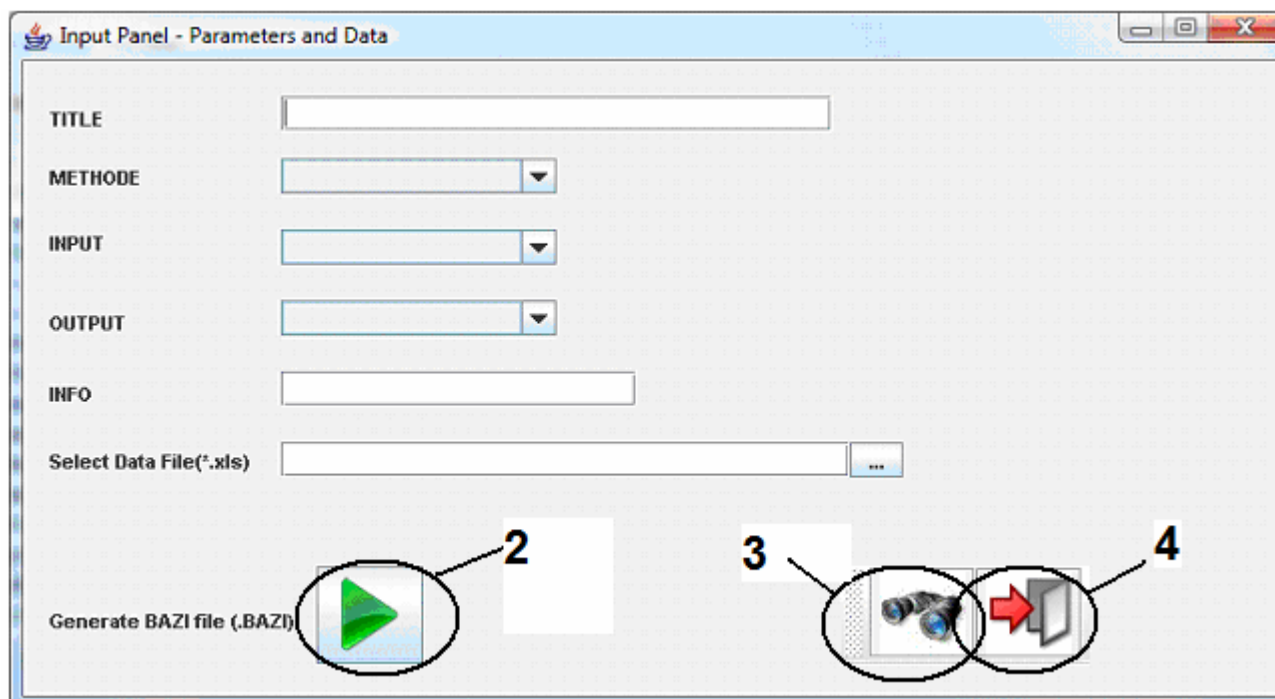 Input Panel - Parameters and Data
TITLE
METHODE
INPUT
OUTPUT
INFO
Select Data File(*.xls)
...
2
3
4
Generate BAZI file (.BAZI)